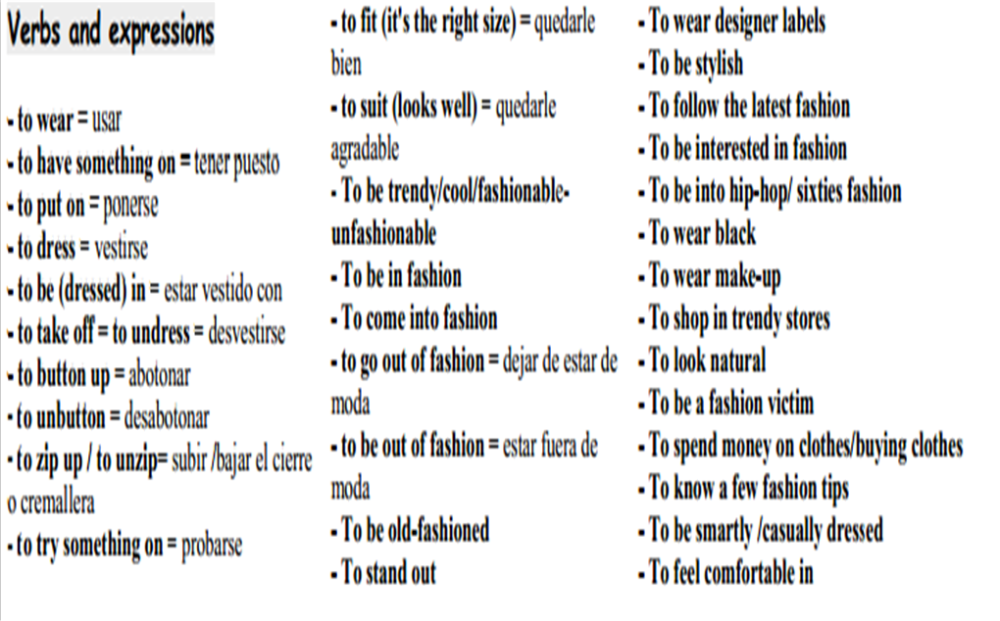 Verbs and expressions
- to wear = usar
- to have something on = tener puesto
- to put on = ponerse
- to dress = vestirse
- to be (dressed) in = estar vestido con
- to take off = to undress = desvestirse
- to button up = abotonar
- to unbutton = desabotonar
- to zip up / to unzip= subir /bajar el cierre
o cremallera
- to try something on = probarse
- to fit (it's the right size) = quedarle
bien
- to suit (looks well) = quedarle
agradable
- To be trendy/cool/fashionable-
unfashionable
- To be in fashion
- To come into fashion
- to go out of fashion = dejar de estar de
moda
- to be out of fashion = estar fuera de
moda
- To be old-fashioned
- To stand out
- To wear designer labels
- To be stylish
- To follow the latest fashion
- To be interested in fashion
- To be into hip-hop/ sixties fashion
- To wear black
- To wear make-up
- To shop in trendy stores
- To look natural
- To be a fashion victim
- To spend money on clothes/buying clothes
- To know a few fashion tips
- To be smartly /casually dressed
- To feel comfortable in